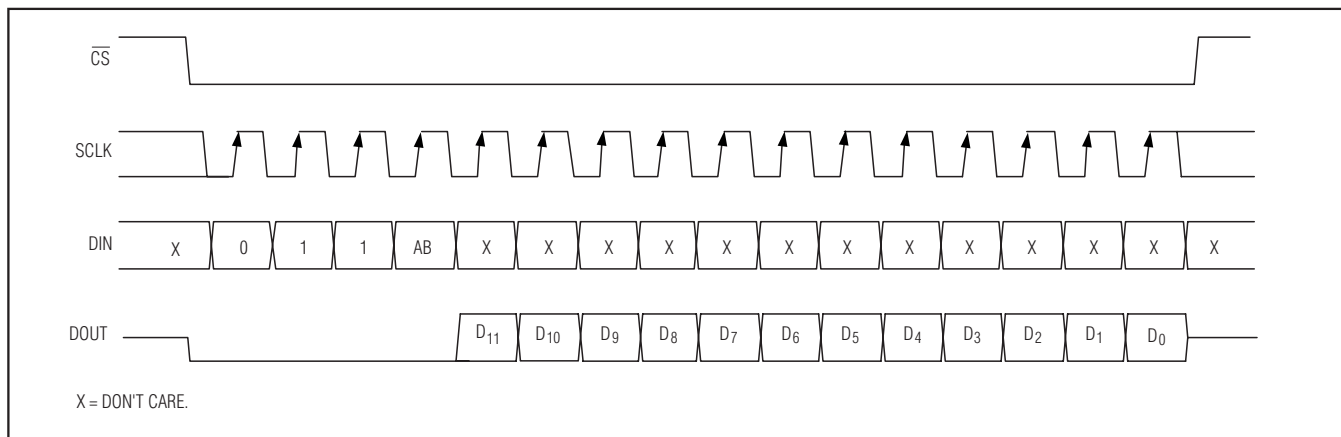 C̅S̅
SCLK
DIN X 0 1 1 AB X X X X X X X X X X X X X
DOUT D₁₁ D₁₀ D₉ D₈ D₇ D₆ D₅ D₄ D₃ D₂ D₁ D₀
X = DON'T CARE.